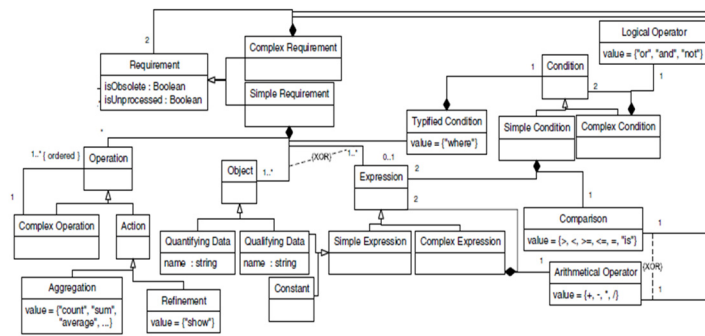 Logical Operator
value = {"or", "and", "not"}
2
Complex Requirement
Requirement
isObsolete : Boolean
isUnprocessed : Boolean
Simple Requirement
1
Condition
2
1
Typified Condition
value = {"where"}
Simple Condition
Complex Condition
*
1..* { ordered }
Operation
Object
1..*
{XOR}
1..*
0..1
Expression
2
2
1
1
Complex Operation
Action
Quantifying Data
name : string
Qualifying Data
name : string
Simple Expression
Complex Expression
Comparison
value = {>, <, >=, <=, =, "is"}
1
{XOR}
Constant
1
Arithmetical Operator
value = {+, -, *, /}
1
Aggregation
value = {"count", "sum",
"average", ...}
Refinement
value = {"show"}